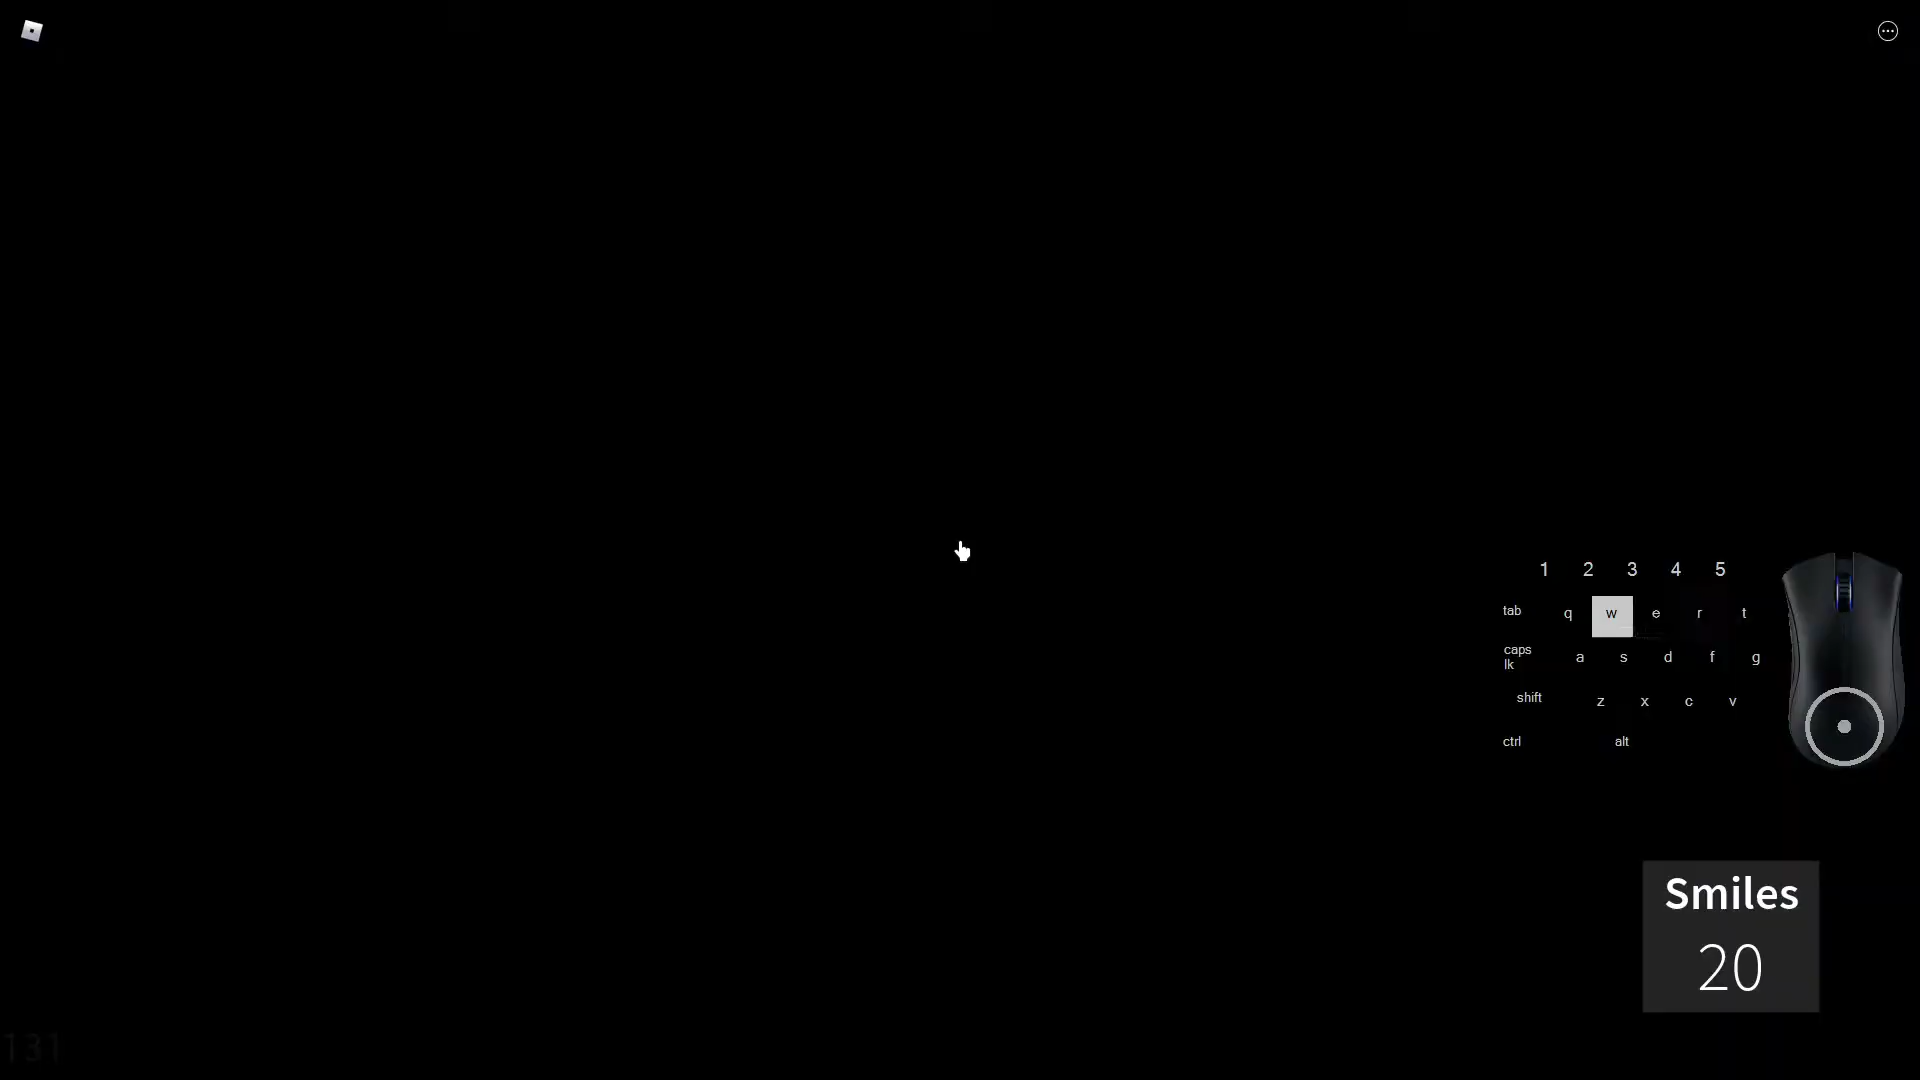 1 2 3 4 5
tab q w e r t
caps lk a s d f g
shift z x c v
ctrl alt
Smiles
20
131